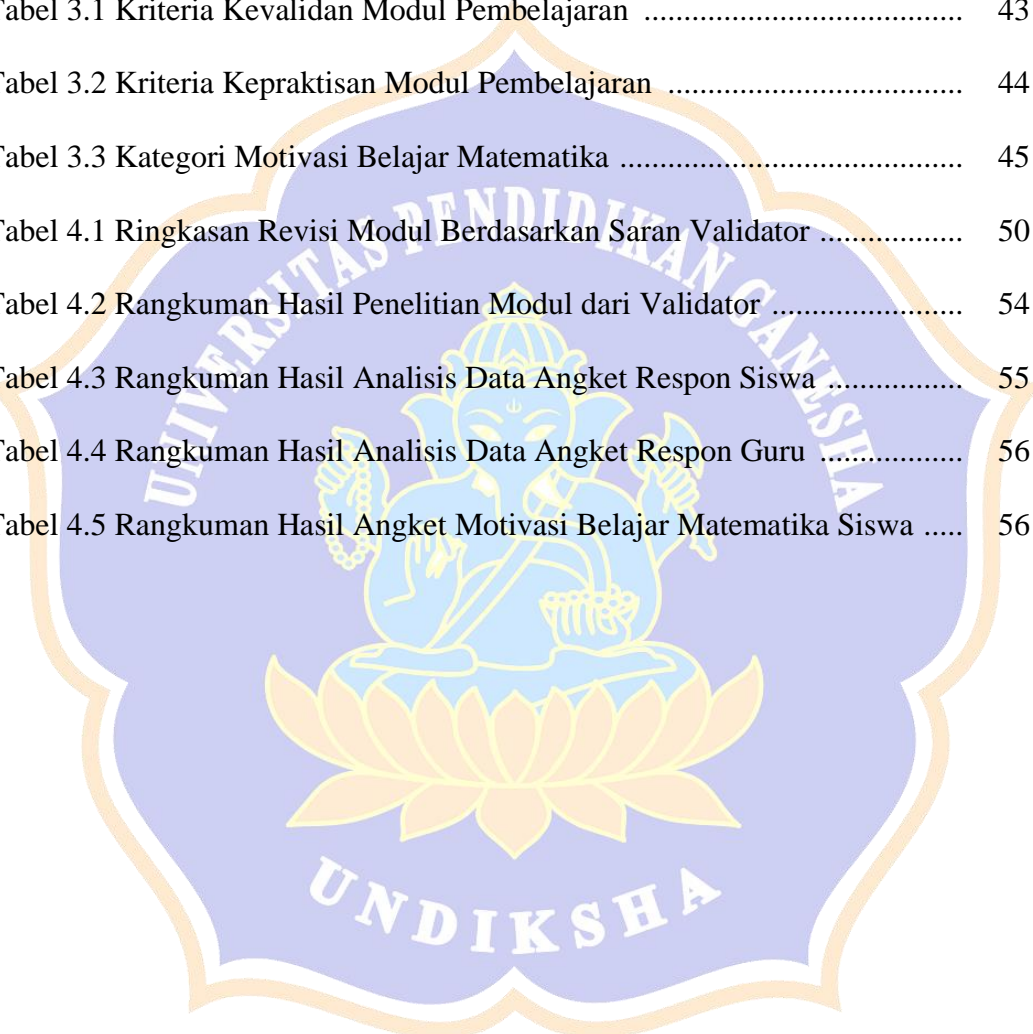 Tabel 3.1 Kriteria Kevalidan Modul Pembelajaran ................................... 43
Tabel 3.2 Kriteria Kepraktisan Modul Pembelajaran ................................. 44
Tabel 3.3 Kategori Motivasi Belajar Matematika ...................................... 45
Tabel 4.1 Ringkasan Revisi Modul Berdasarkan Saran Validator ................ 50
Tabel 4.2 Rangkuman Hasil Penelitian Modul dari Validator ..................... 54
Tabel 4.3 Rangkuman Hasil Analisis Data Angket Respon Siswa ............... 55
Tabel 4.4 Rangkuman Hasil Analisis Data Angket Respon Guru ................ 56
Tabel 4.5 Rangkuman Hasil Angket Motivasi Belajar Matematika Siswa ..... 56
UNIVERSITAS PENDIDIKAN GANESHA
UNDIKSHA